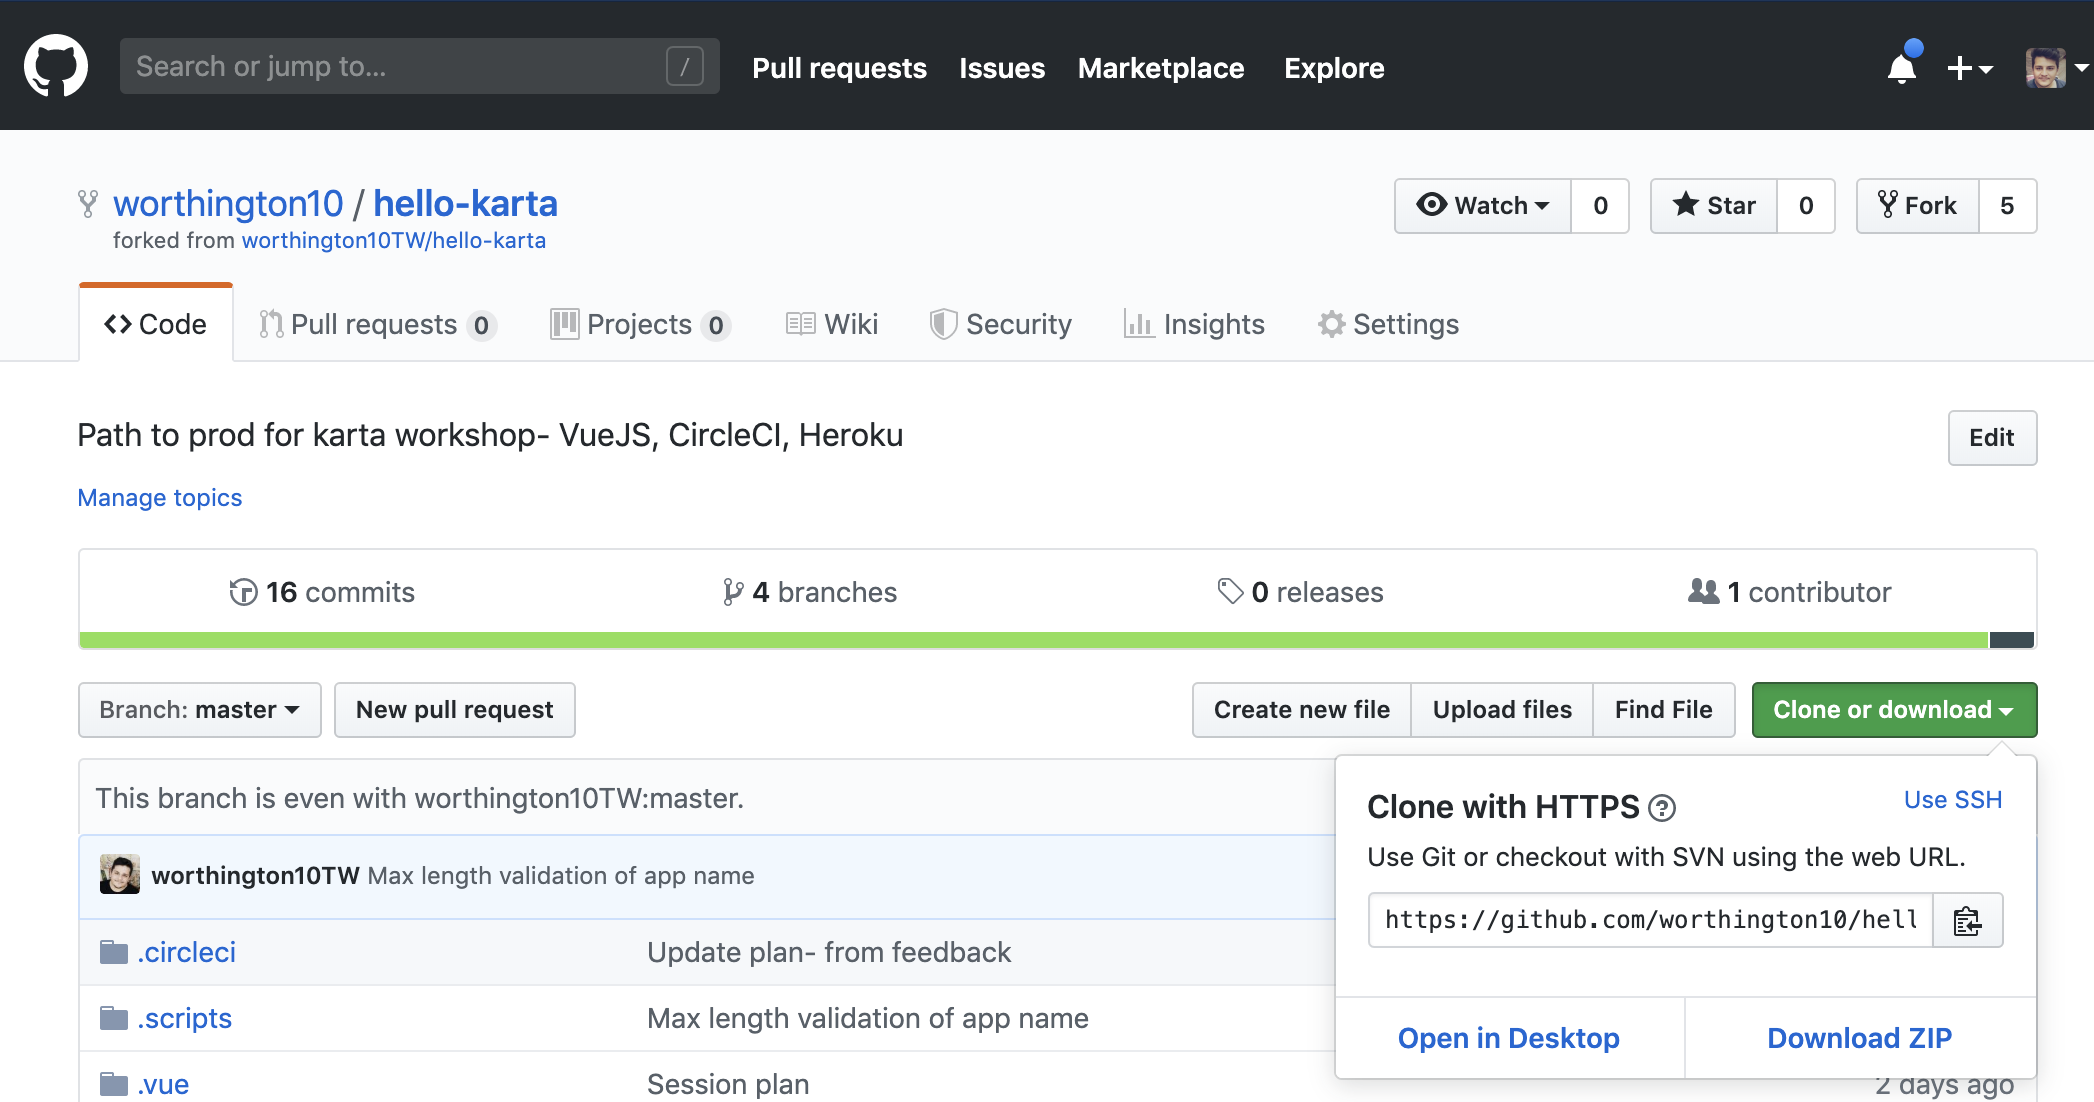 Search or jump to... /
Pull requests Issues Marketplace Explore
worthington10 / hello-karta
forked from worthington10TW/hello-karta
Watch 0 Star 0 Fork 5
Code Pull requests 0 Projects 0 Wiki Security Insights Settings
Path to prod for karta workshop- VueJS, CircleCI, Heroku
Edit
Manage topics
16 commits 4 branches 0 releases 1 contributor
Branch: master New pull request Create new file Upload files Find File Clone or download
This branch is even with worthington10TW:master.
Clone with HTTPS ? Use SSH
Use Git or checkout with SVN using the web URL.
https://github.com/worthington10/hell
Open in Desktop Download ZIP
worthington10TW Max length validation of app name
.circleci Update plan- from feedback
.scripts Max length validation of app name
.vue Session plan 2 days ago